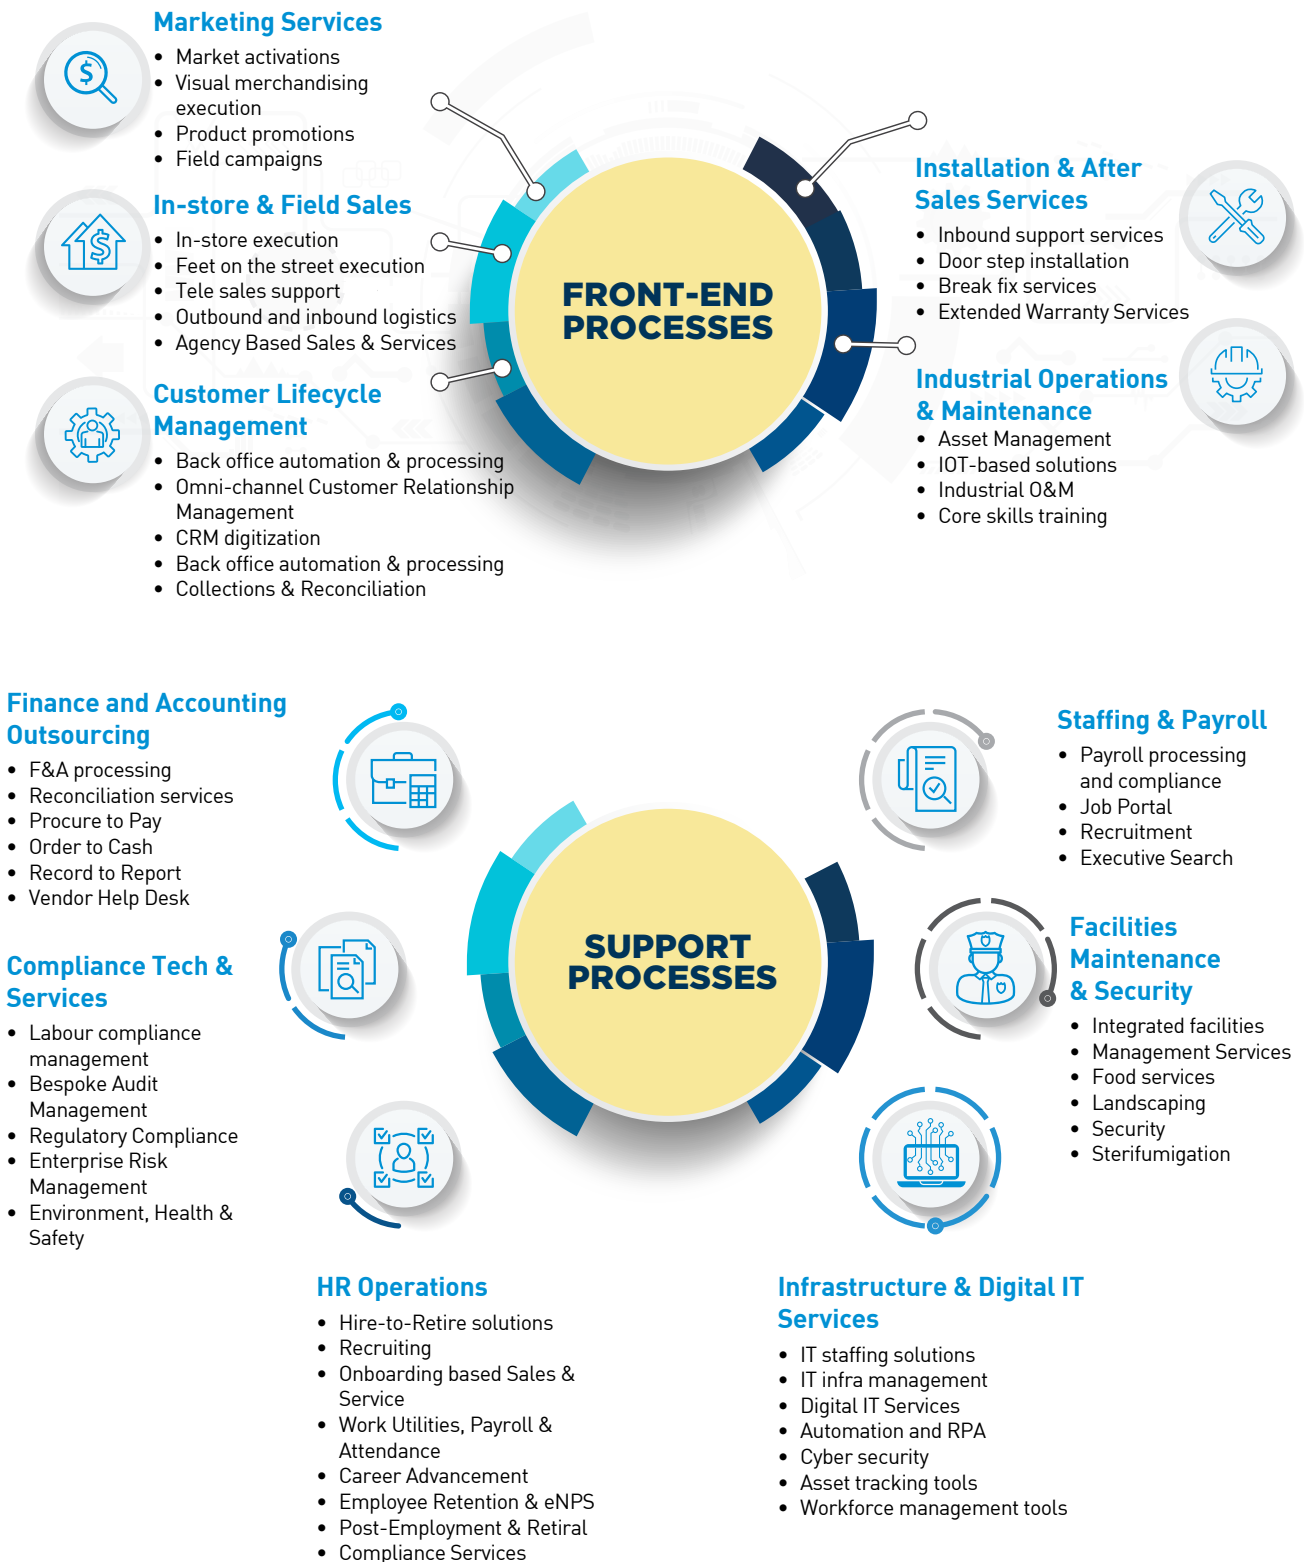 Marketing Services
• Market activations
• Visual merchandising
execution
• Product promotions
• Field campaigns
In-store & Field Sales
• In-store execution
• Feet on the street execution
• Tele sales support
• Outbound and inbound logistics
• Agency Based Sales & Services
Customer Lifecycle
Management
• Back office automation & processing
• Omni-channel Customer Relationship
Management
• CRM digitization
• Back office automation & processing
• Collections & Reconciliation
FRONT-END
PROCESSES
Installation & After
Sales Services
• Inbound support services
• Door step installation
• Break fix services
• Extended Warranty Services
Industrial Operations
& Maintenance
• Asset Management
• IOT-based solutions
• Industrial O&M
• Core skills training
Finance and Accounting
Outsourcing
• F&A processing
• Reconciliation services
• Procure to Pay
• Order to Cash
• Record to Report
• Vendor Help Desk
Compliance Tech &
Services
• Labour compliance
management
• Bespoke Audit
Management
• Regulatory Compliance
• Enterprise Risk
Management
• Environment, Health &
Safety
SUPPORT
PROCESSES
Staffing & Payroll
• Payroll processing
and compliance
• Job Portal
• Recruitment
• Executive Search
Facilities
Maintenance
& Security
• Integrated facilities
• Management Services
• Food services
• Landscaping
• Security
• Sterifumigation
HR Operations
• Hire-to-Retire solutions
• Recruiting
• Onboarding based Sales &
Service
• Work Utilities, Payroll &
Attendance
• Career Advancement
• Employee Retention & eNPS
• Post-Employment & Retiral
• Compliance Services
Infrastructure & Digital IT
Services
• IT staffing solutions
• IT infra management
• Digital IT Services
• Automation and RPA
• Cyber security
• Asset tracking tools
• Workforce management tools